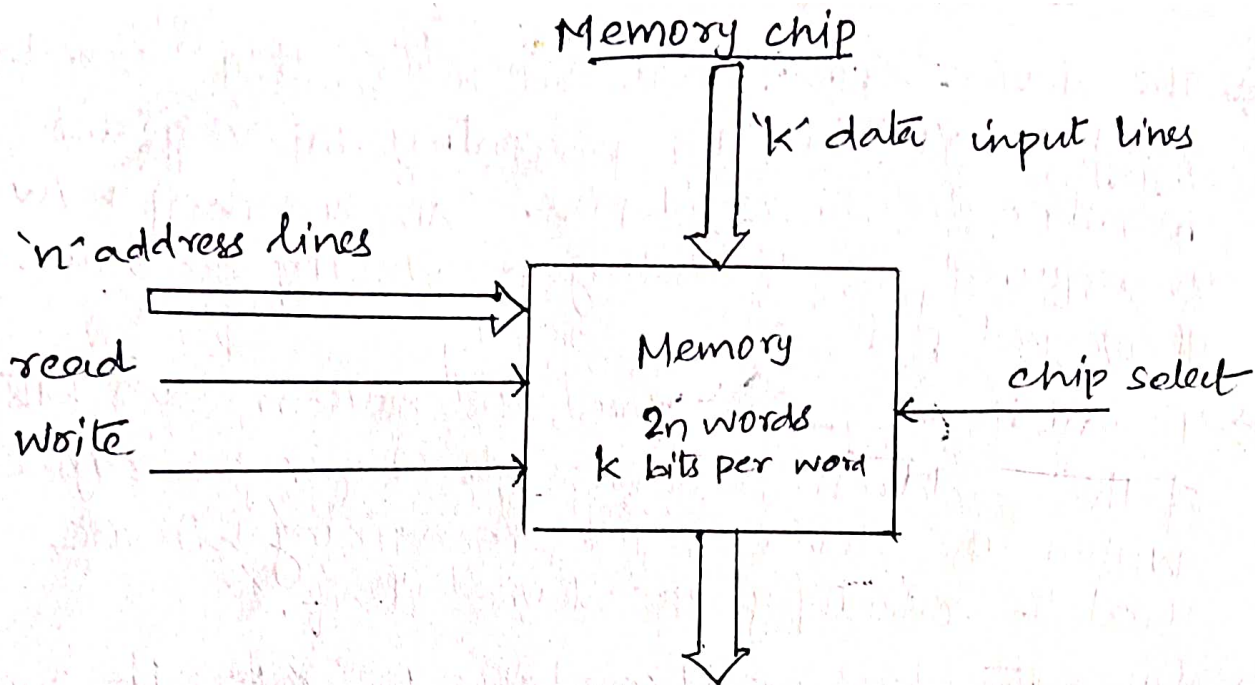 Memory chip
`k´ data input lines
`n´ address lines
read
write
Memory
2n words
k bits per word
chip select